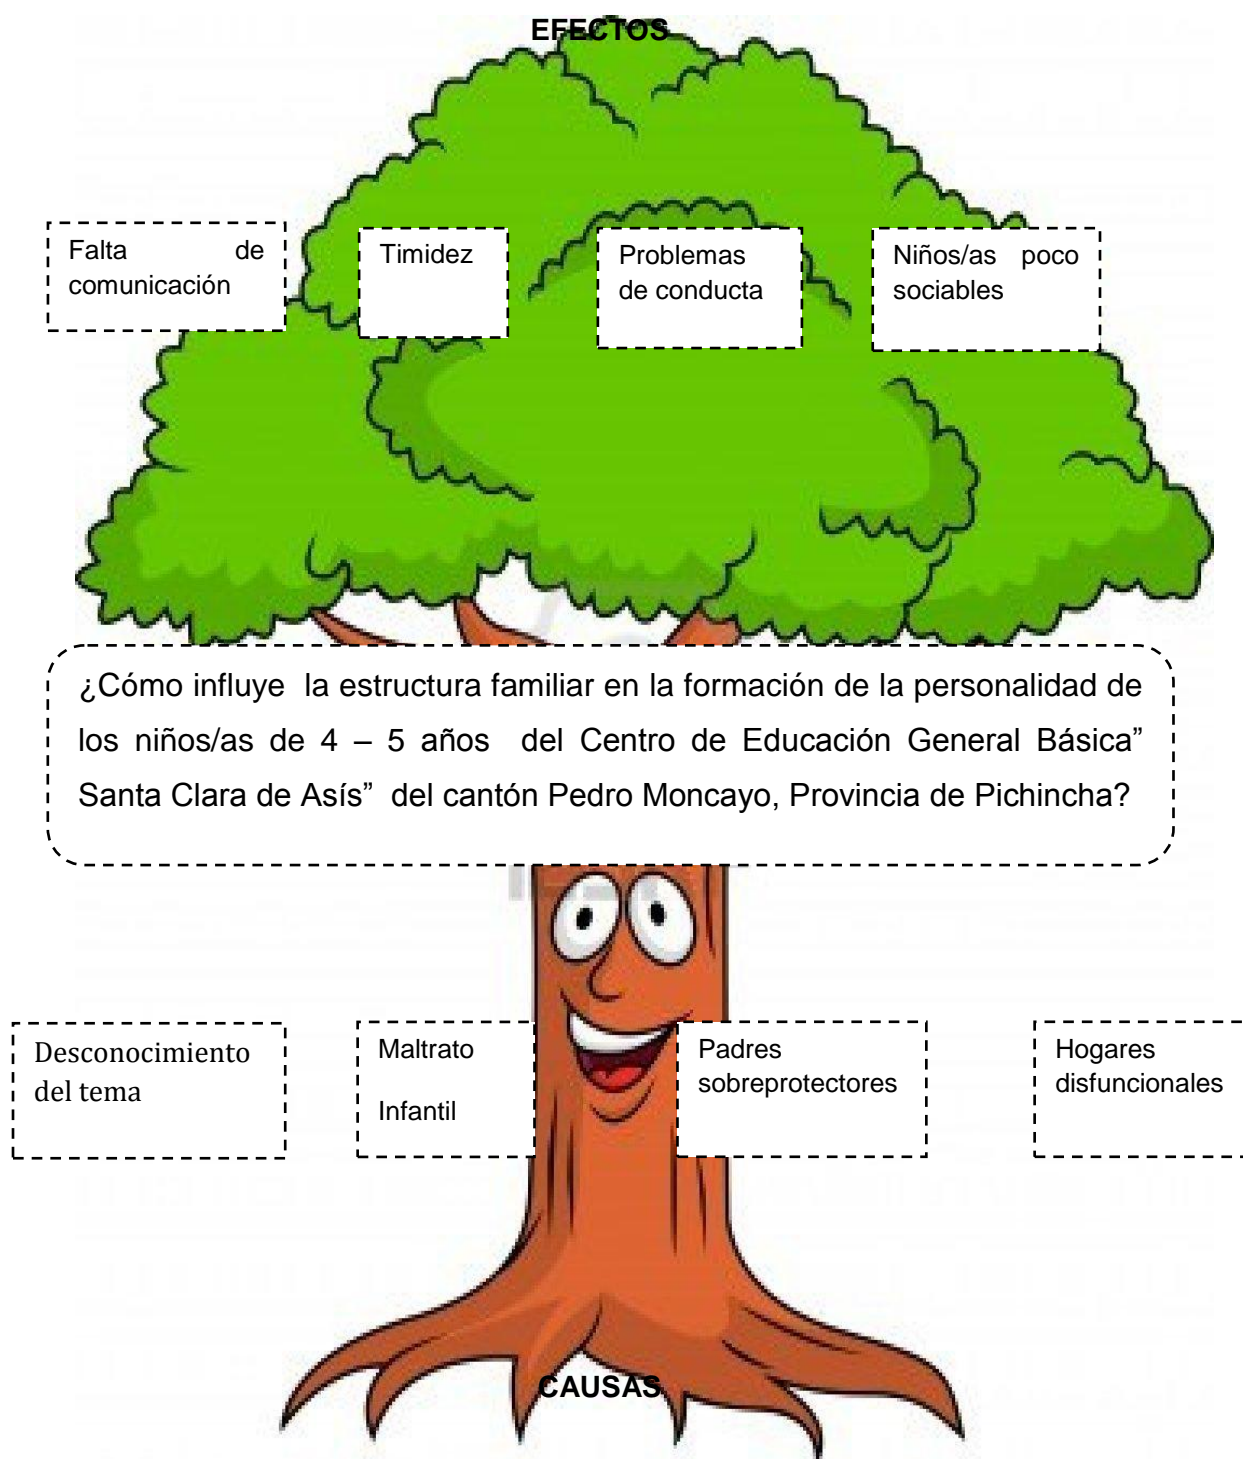 EFECTOS
Falta de
comunicación
Timidez
Problemas
de conducta
Niños/as poco
sociables
¿Cómo influye la estructura familiar en la formación de la personalidad de
los niños/as de 4 – 5 años del Centro de Educación General Básica”
Santa Clara de Asís” del cantón Pedro Moncayo, Provincia de Pichincha?
Desconocimiento
del tema
Maltrato
Infantil
Padres
sobreprotectores
Hogares
disfuncionales
CAUSAS